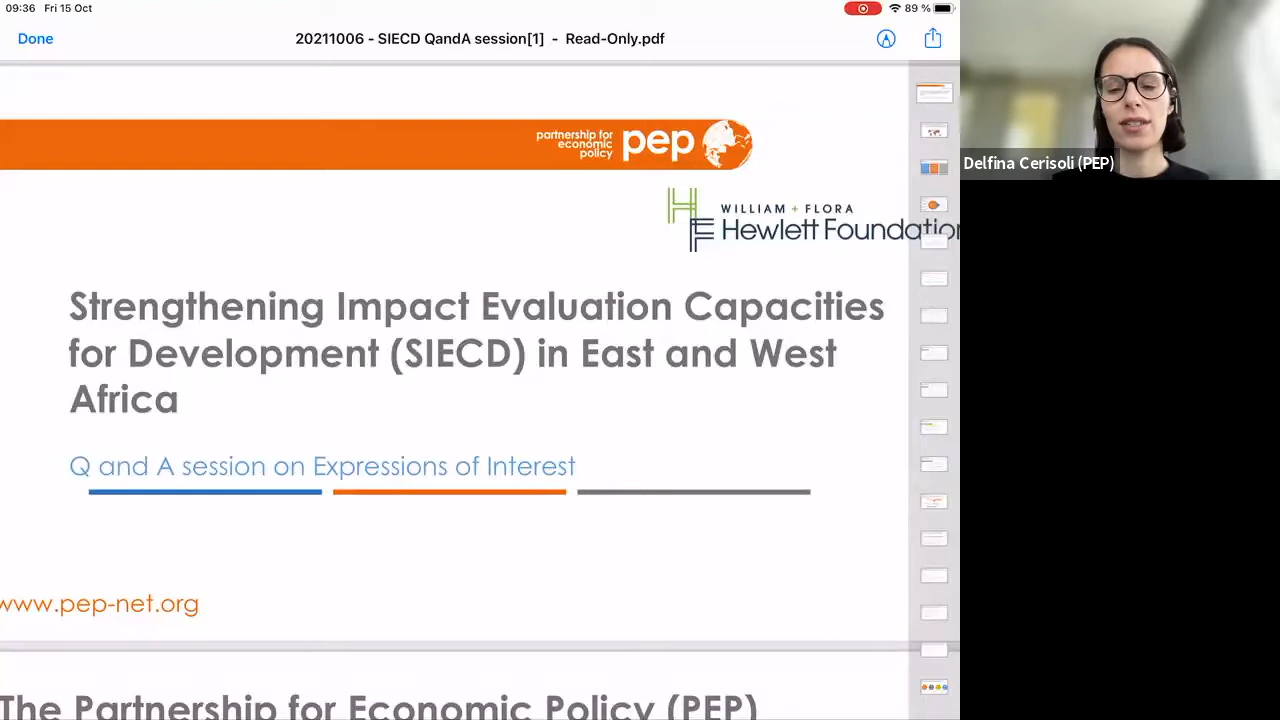 09:36 Fri 15 Oct
89 %
Done
20211006 - SIECD QandA session[1] - Read-Only.pdf
partnership for
economic
policy
pep
WILLIAM + FLORA
Hewlett Foundation
Strengthening Impact Evaluation Capacities
for Development (SIECD) in East and West
Africa
Q and A session on Expressions of Interest
www.pep-net.org
The Partnership for Economic Policy (PEP)
Delfina Cerisoli (PEP)